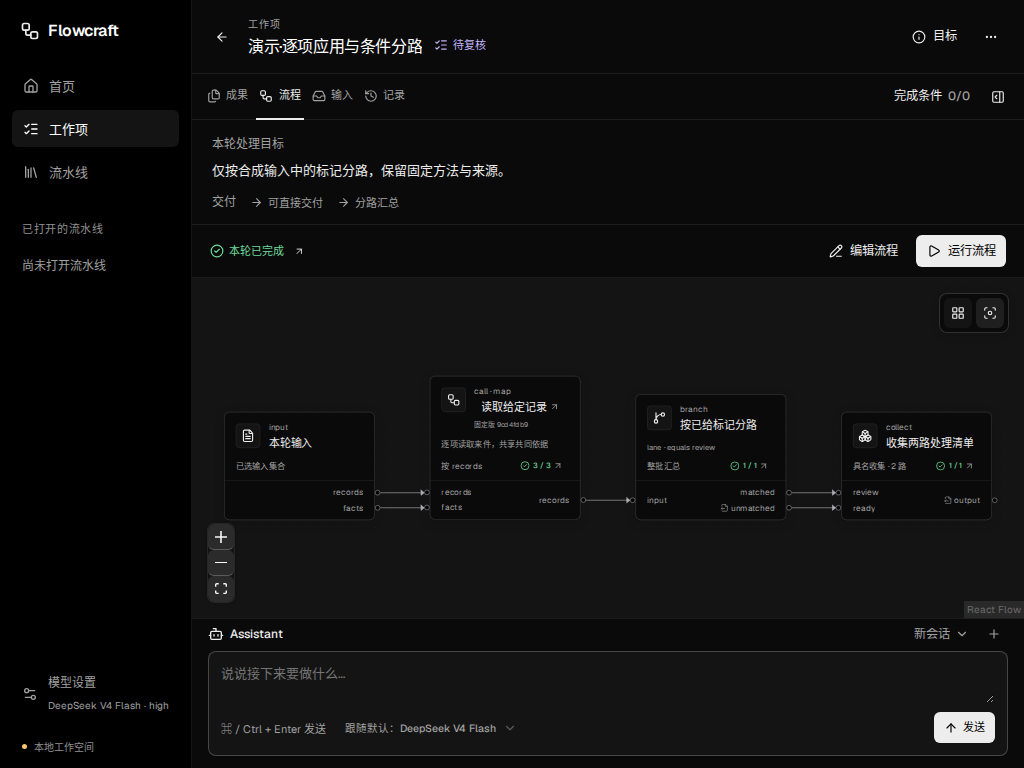 Flowcraft
首页
工作项
流水线
已打开的流水线
尚未打开流水线
模型设置
DeepSeek V4 Flash · high
本地工作空间
工作项
演示·逐项应用与条件分路
待复核
目标
成果
流程
输入
记录
完成条件 0/0
本轮处理目标
仅按合成输入中的标记分路，保留固定方法与来源。
交付
可直接交付
分路汇总
本轮已完成
编辑流程
运行流程
input
本轮输入
已选输入集合
records
facts
call·map
读取给定记录
固定版 9cd4fdb9
逐项读取来件，共享共同依据
按 records
3 / 3
records
facts
records
branch
按已给标记分路
lane · equals review
整批汇总
1 / 1
input
matched
unmatched
collect
收集两路处理清单
具名收集 · 2 路
1 / 1
review
ready
output
React Flow
Assistant
新会话
说说接下来要做什么…
⌘ / Ctrl + Enter 发送
跟随默认：DeepSeek V4 Flash
发送